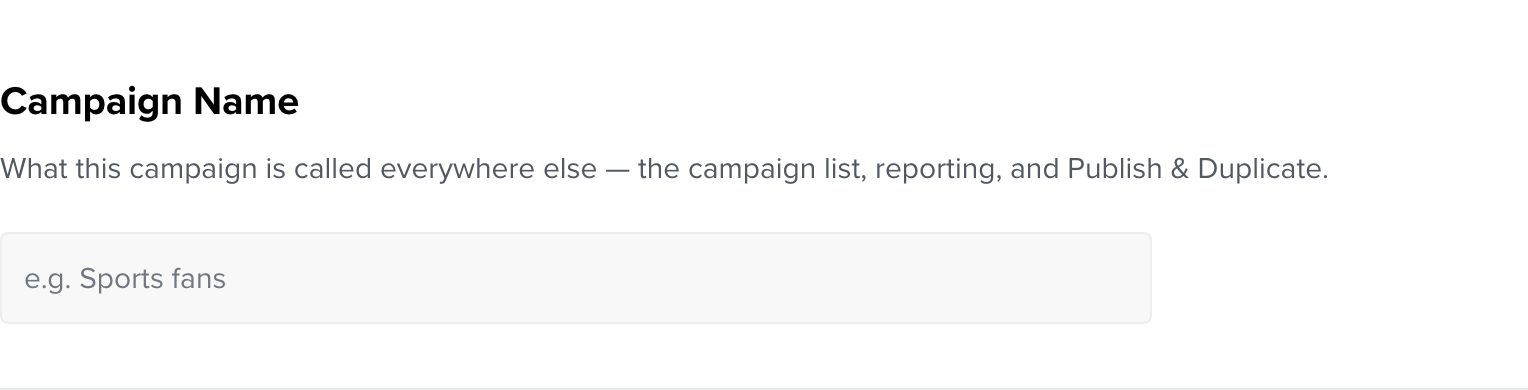 Campaign Name
What this campaign is called everywhere else — the campaign list, reporting, and Publish & Duplicate.
e.g. Sports fans